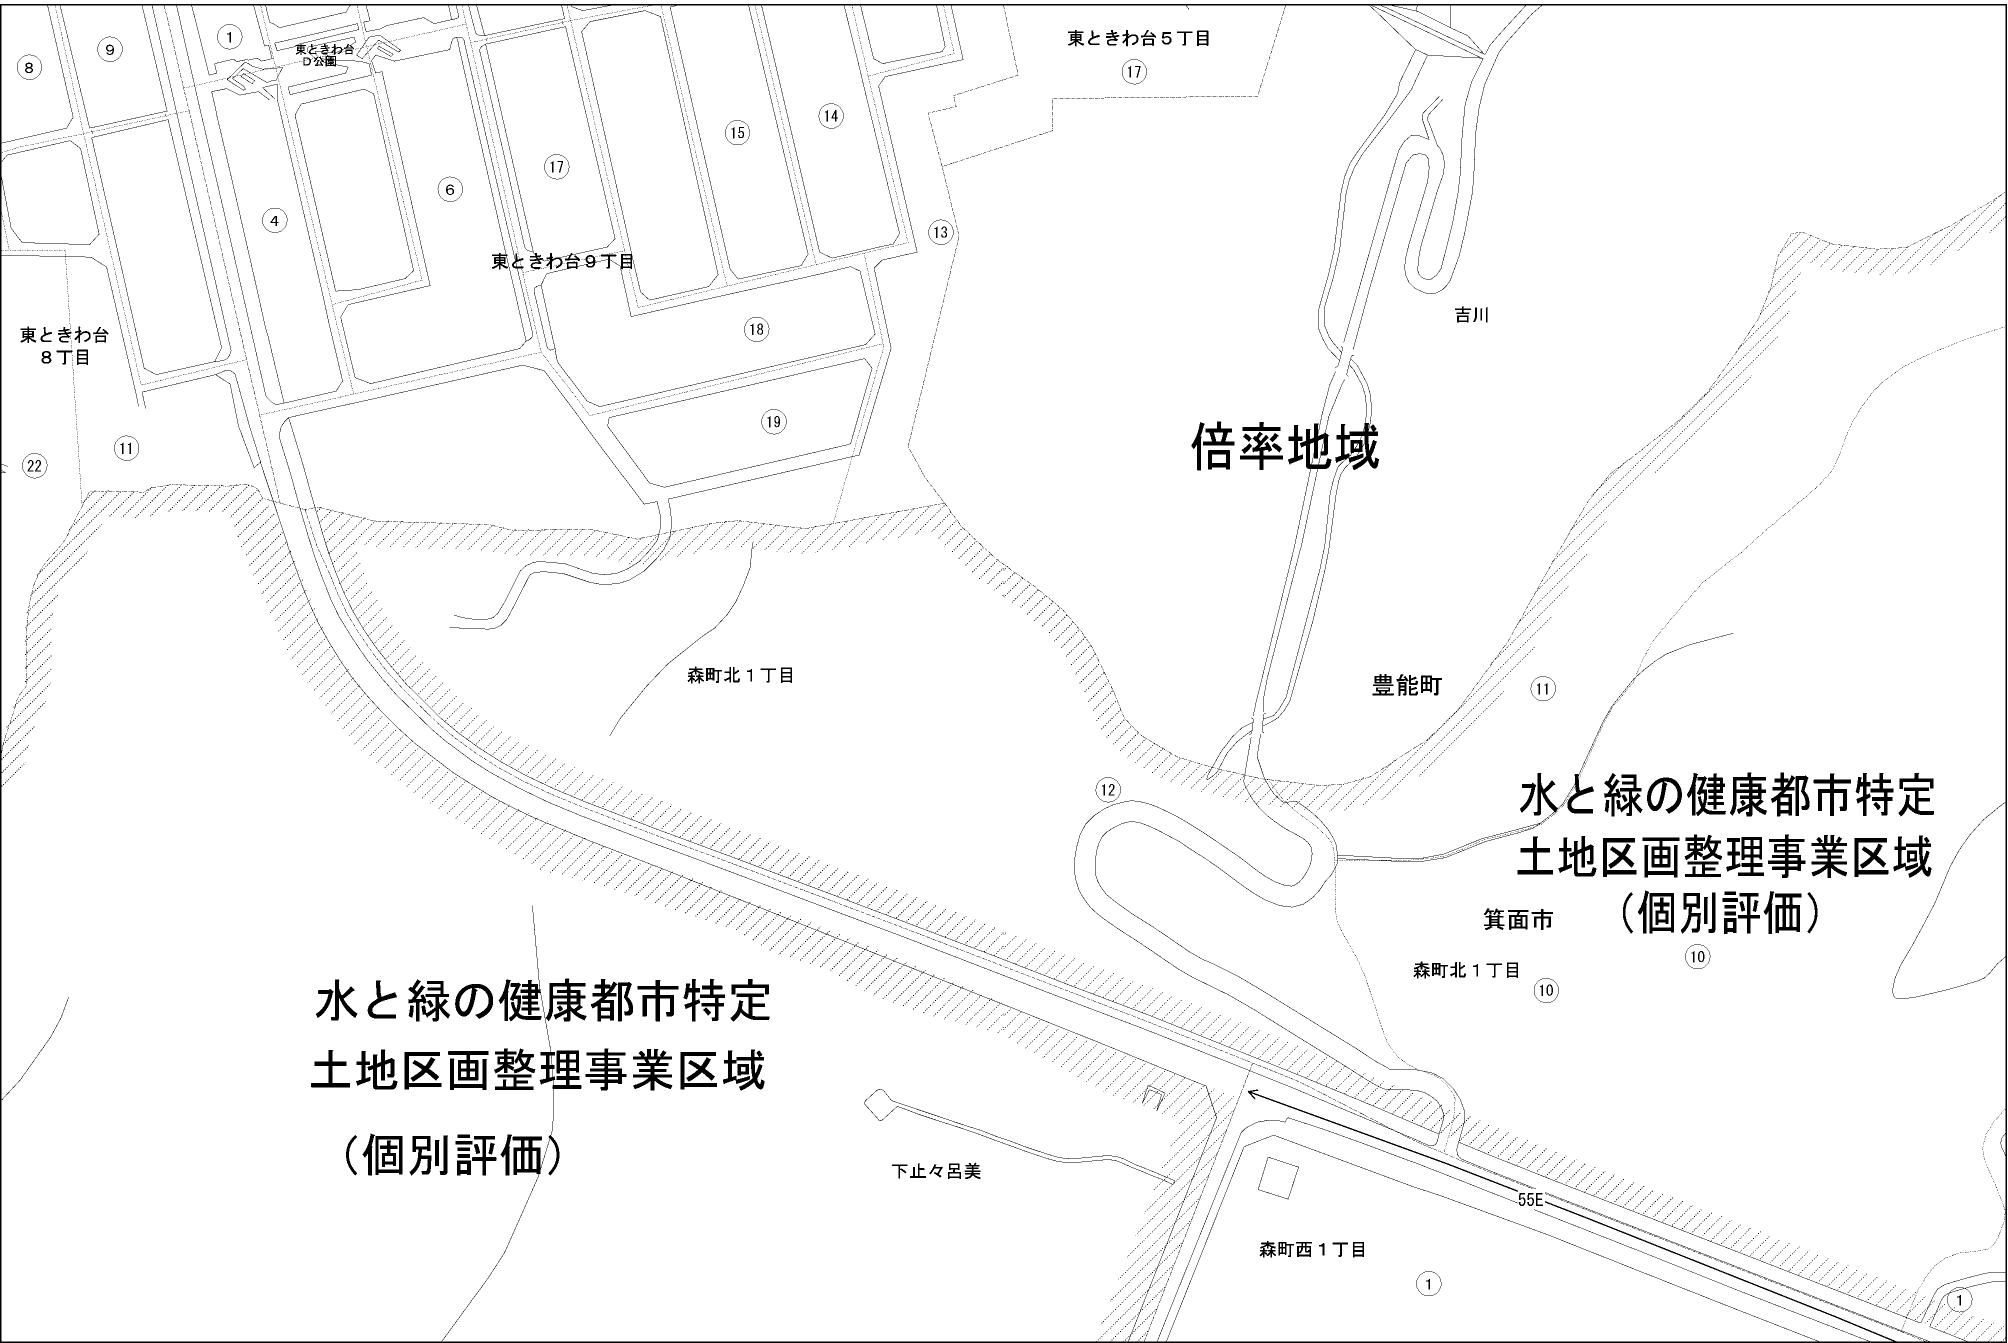 8
9
1
東ときわ台
D公園
東ときわ台５丁目
17
14
15
17
6
4
13
東ときわ台９丁目
吉川
18
東ときわ台
８丁目
19
倍率地域
11
22
森町北１丁目
豊能町
11
12
水と緑の健康都市特定
土地区画整理事業区域
（個別評価）
箕面市
森町北１丁目
10
10
水と緑の健康都市特定
土地区画整理事業区域
（個別評価）
下止々呂美
55E
森町西１丁目
1
1